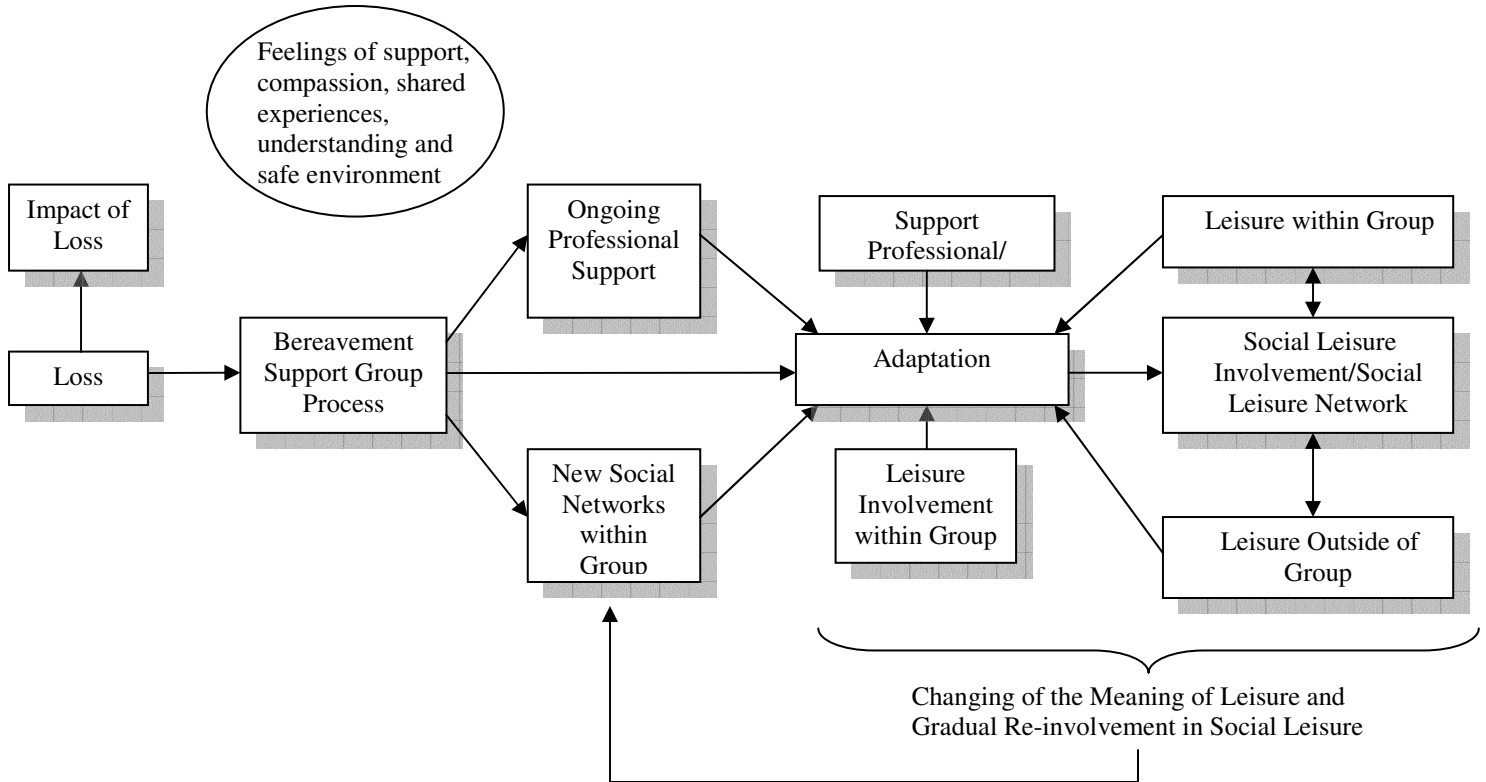 Feelings of support,
compassion, shared
experiences,
understanding and
safe environment
Impact of
Loss
Loss
Bereavement
Support Group
Process
Ongoing
Professional
Support
New Social
Networks
within
Group
Support
Professional/
Adaptation
Leisure
Involvement
within Group
Leisure within Group
Social Leisure
Involvement/Social
Leisure Network
Leisure Outside of
Group
Changing of the Meaning of Leisure and
Gradual Re-involvement in Social Leisure